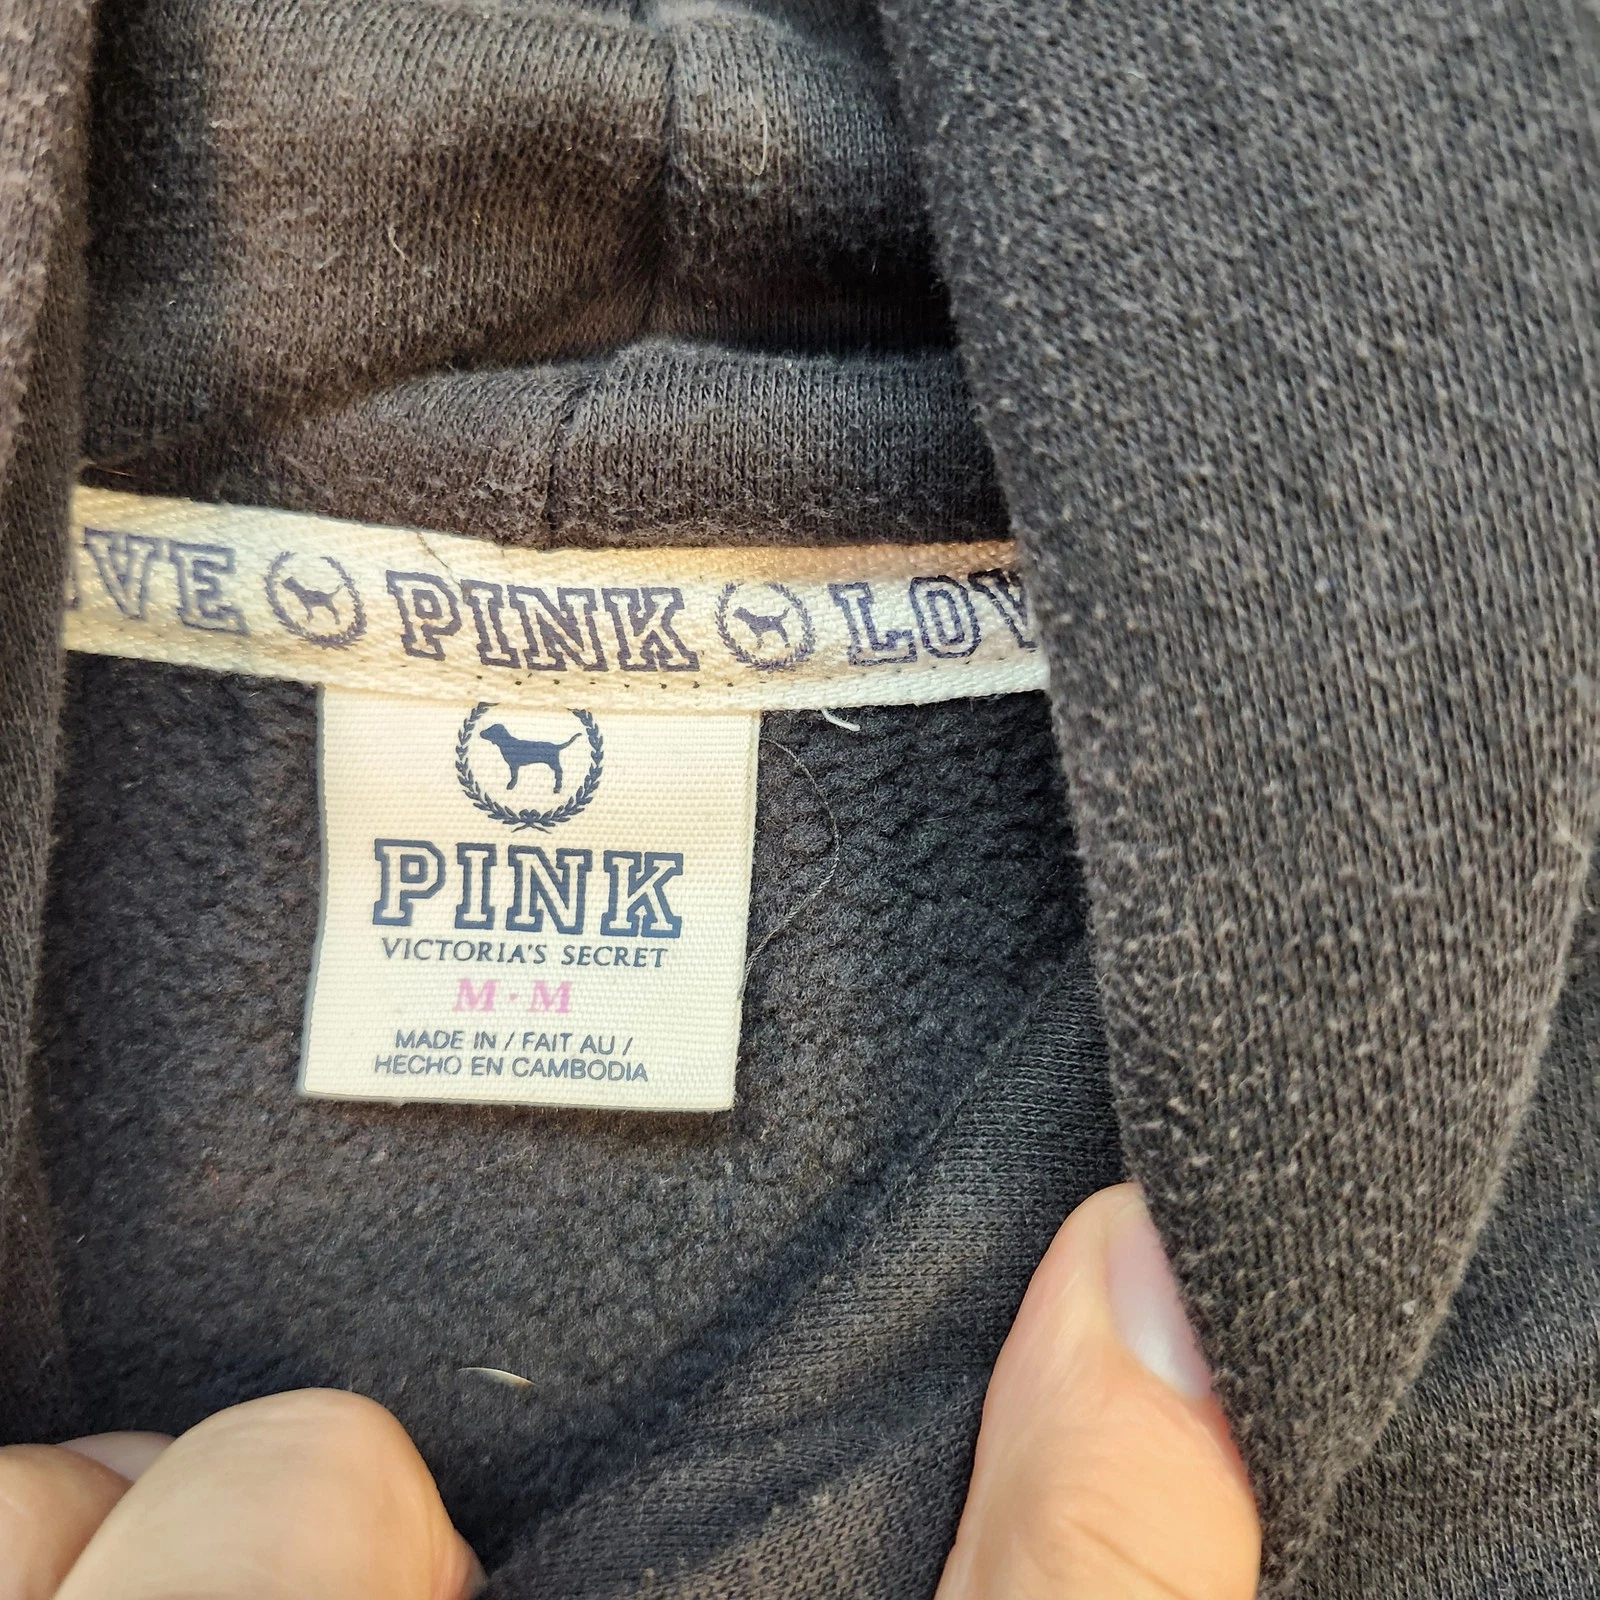 VE PINK LOV
PINK
VICTORIA'S SECRET
M · M
MADE IN / FAIT AU /
HECHO EN CAMBODIA